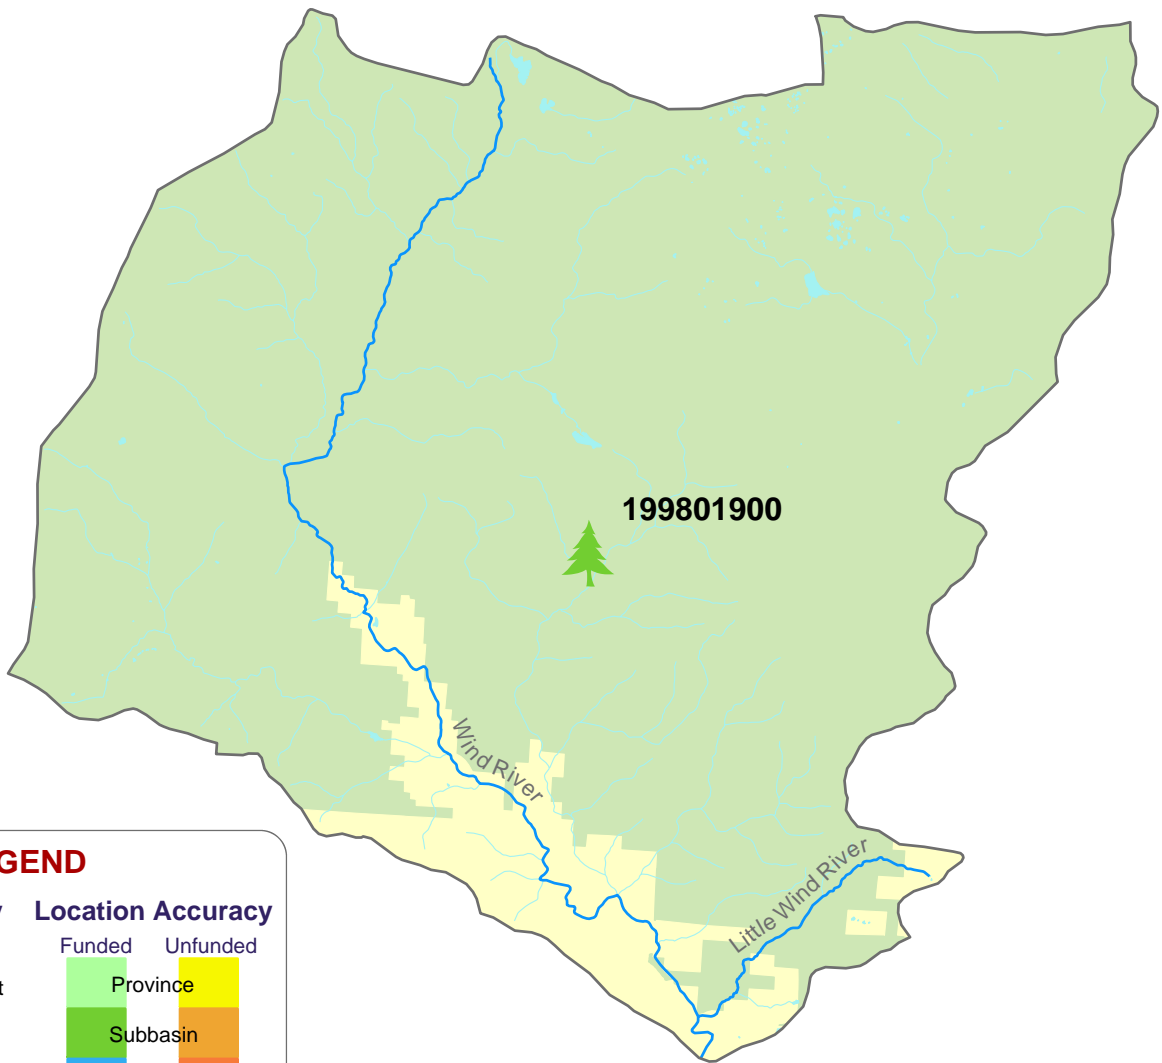 199801900
Wind River
Little Wind River
GEND
y Location Accuracy
Funded Unfunded
t Province
Subbasin